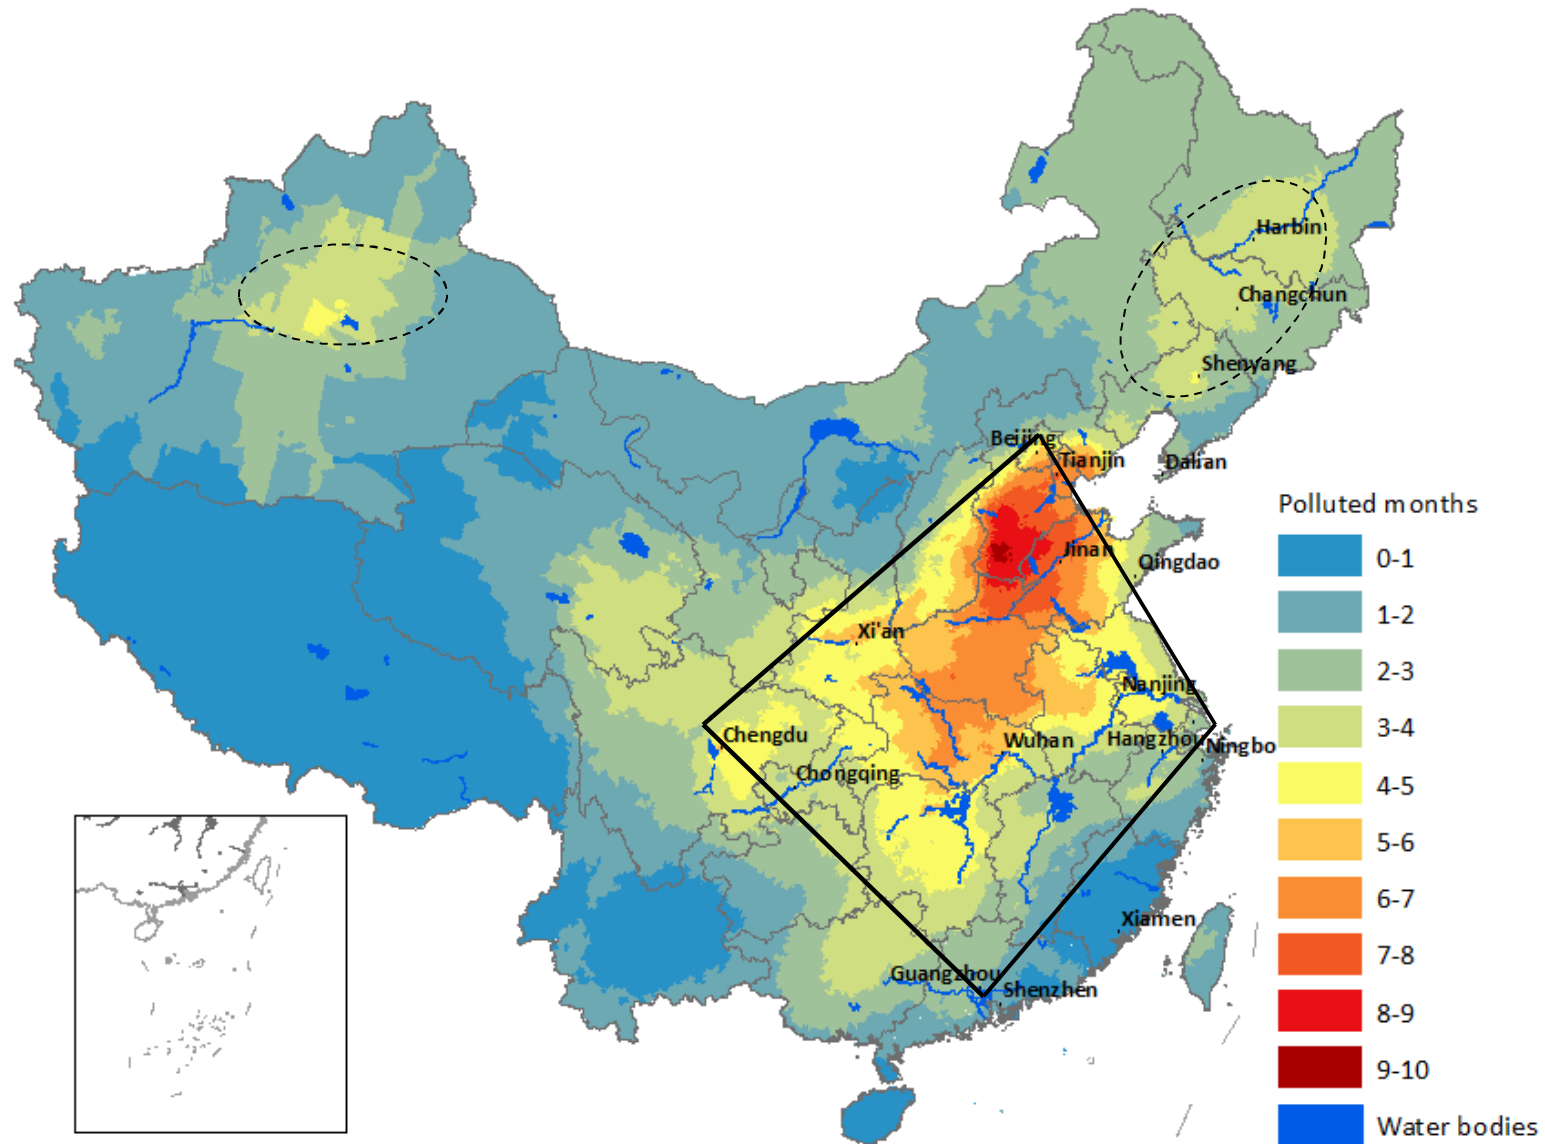 Harbin
Changchun
Shenyang
Beijing
Tianjin
Dalian
Polluted months
0-1
Jinan
Qingdao
1-2
Xi'an
2-3
Nanjing
3-4
Chengdu
Wuhan
Hangzhou
Ningbo
Chongqing
4-5
5-6
6-7
Xiamen
7-8
Guangzhou
Shenzhen
8-9
9-10
Water bodies